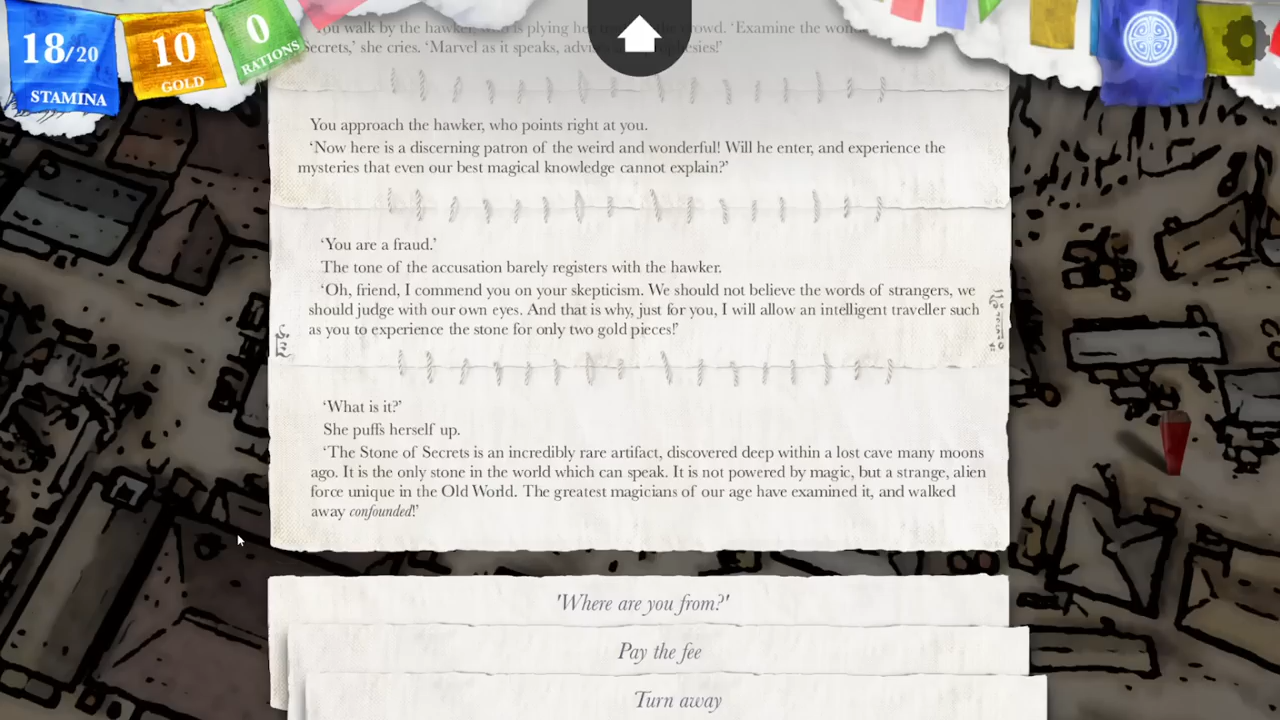 18/20
STAMINA
10
GOLD
0
RATIONS
You walk by the hawker, who is plying her crowd. ‘Examine the
Secrets,’ she cries. ‘Marvel as it speaks,
You approach the hawker, who points right at you.
‘Now here is a discerning patron of the weird and wonderful! Will he enter, and experience the
mysteries that even our best magical knowledge cannot explain?’
‘You are a fraud.’
The tone of the accusation barely registers with the hawker.
‘Oh, friend, I commend you on your skepticism. We should not believe the words of strangers, we
should judge with our own eyes. And that is why, just for you, I will allow an intelligent traveller such
as you to experience the stone for only two gold pieces!’
‘What is it?’
She puffs herself up.
‘The Stone of Secrets is an incredibly rare artifact, discovered deep within a lost cave many moons
ago. It is the only stone in the world which can speak. It is not powered by magic, but a strange, alien
force unique in the Old World. The greatest magicians of our age have examined it, and walked
away confounded!’
'Where are you from?'
Pay the fee
Turn away